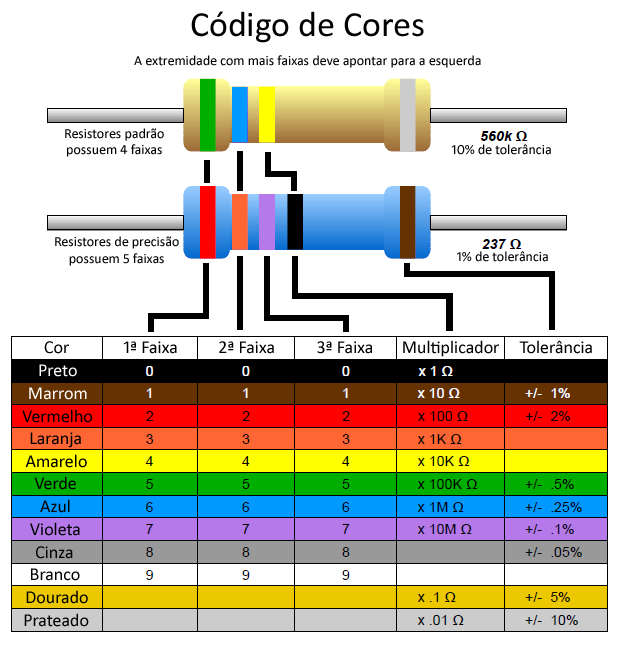 Código de Cores
A extremidade com mais faixas deve apontar para a esquerda
Resistores padrão
possuem 4 faixas
560k Ω
10% de tolerância
Resistores de precisão
possuem 5 faixas
237 Ω
1% de tolerância
Cor 1ª Faixa 2ª Faixa 3ª Faixa Multiplicador Tolerância
Preto 0 0 0 x 1 Ω
Marrom 1 1 1 x 10 Ω +/- 1%
Vermelho 2 2 2 x 100 Ω +/- 2%
Laranja 3 3 3 x 1K Ω
Amarelo 4 4 4 x 10K Ω
Verde 5 5 5 x 100K Ω +/- .5%
Azul 6 6 6 x 1M Ω +/- .25%
Violeta 7 7 7 x 10M Ω +/- .1%
Cinza 8 8 8 +/- .05%
Branco 9 9 9
Dourado x .1 Ω +/- 5%
Prateado x .01 Ω +/- 10%